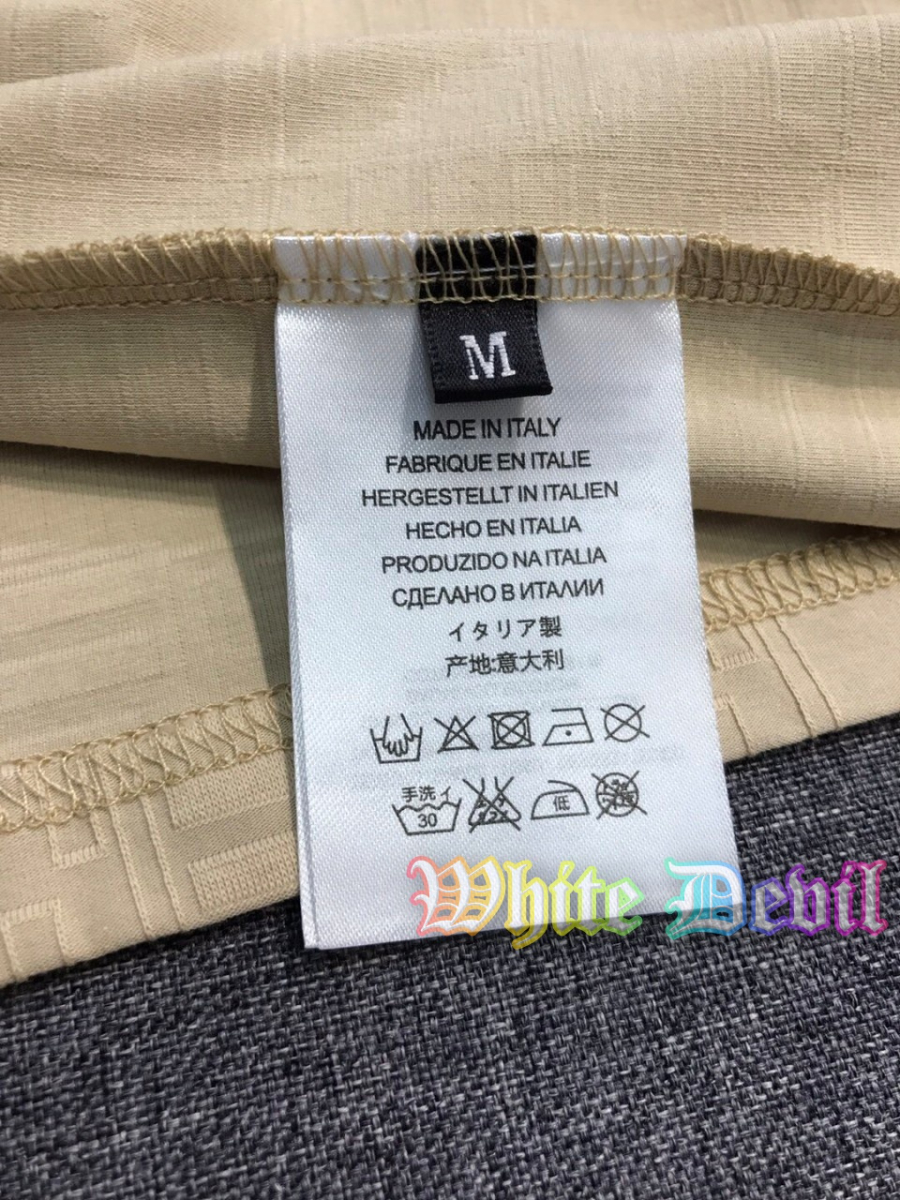 M
MADE IN ITALY
FABRIQUE EN ITALIE
HERGESTELLT IN ITALIEN
HECHO EN ITALIA
PRODUZIDO NA ITALIA
СДЕЛАНО В ИТАЛИИ
イタリア製
产地:意大利
手洗イ
30
低
White Devil